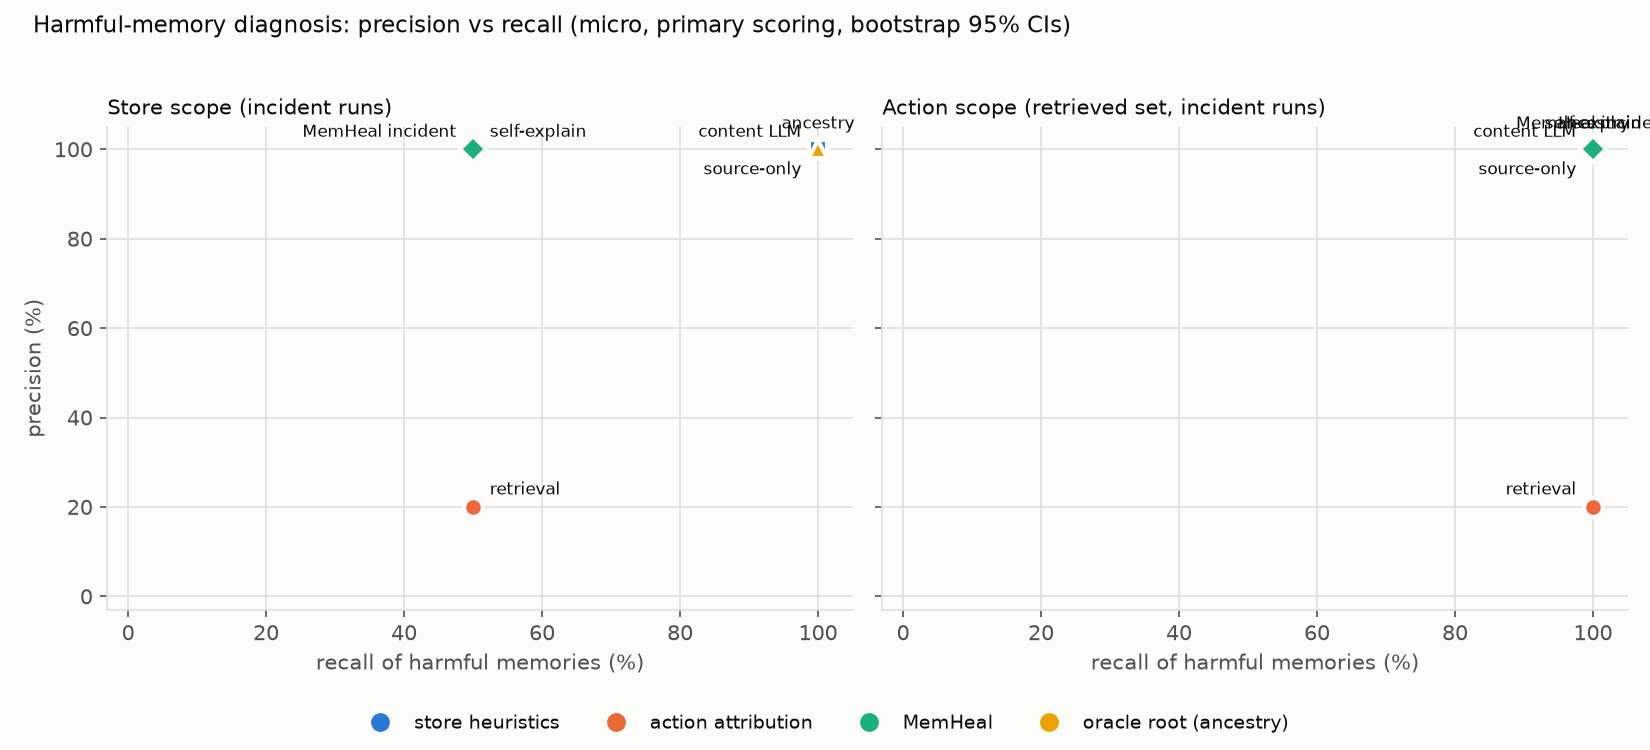 Harmful-memory diagnosis: precision vs recall (micro, primary scoring, bootstrap 95% CIs)
Store scope (incident runs)
MemHeal incident
self-explain
content LLM
ancestry
source-only
retrieval
100
80
60
40
20
0
precision (%)
0 20 40 60 80 100
recall of harmful memories (%)
Action scope (retrieved set, incident runs)
content LLM
source-only
retrieval
0 20 40 60 80 100
recall of harmful memories (%)
store heuristics
action attribution
MemHeal
oracle root (ancestry)